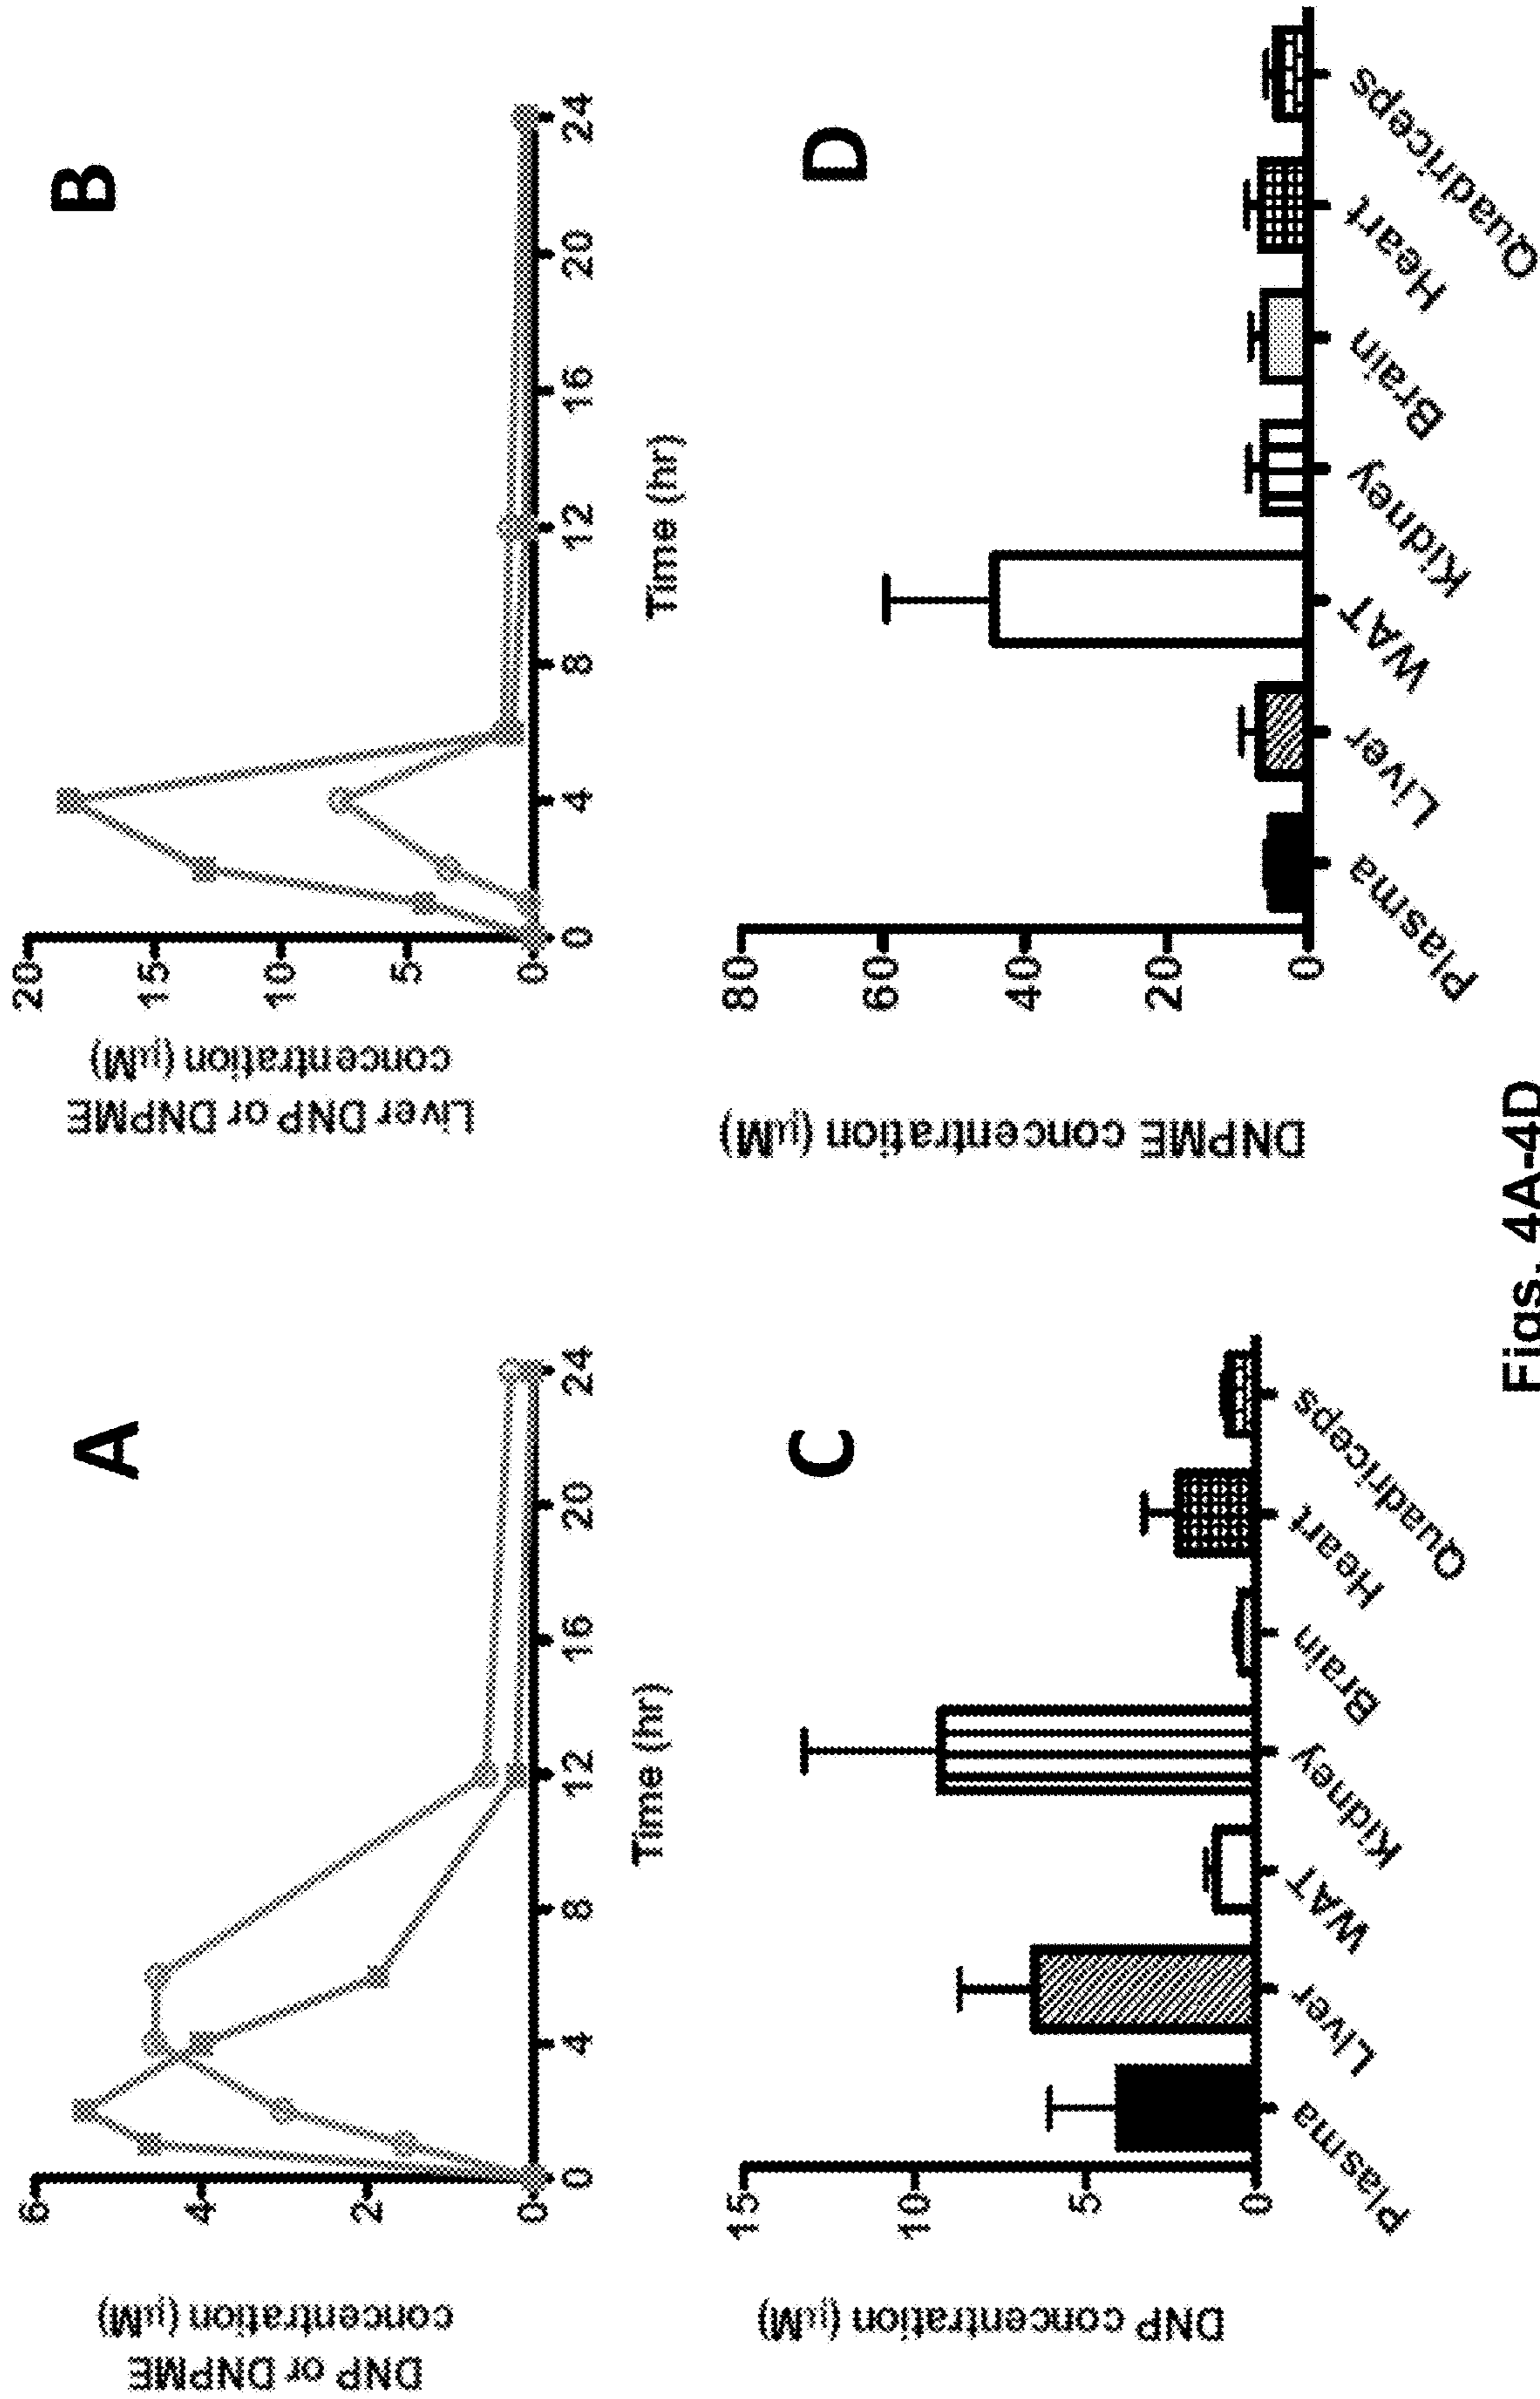 A
DNP or DNPME
concentration (µM)
6
4
2
0
0 4 8 12 16 20 24
Time (hr)
B
Liver DNP or DNPME
concentration (µM)
20
15
10
5
0
0 4 8 12 16 20 24
Time (hr)
C
DNP concentration (µM)
15
10
5
0
Plasma Liver WAT Kidney Brain Heart Quadriceps
D
DNPME concentration (µM)
80
60
40
20
0
Plasma Liver WAT Kidney Brain Heart Quadriceps
Figs. 4A-4D